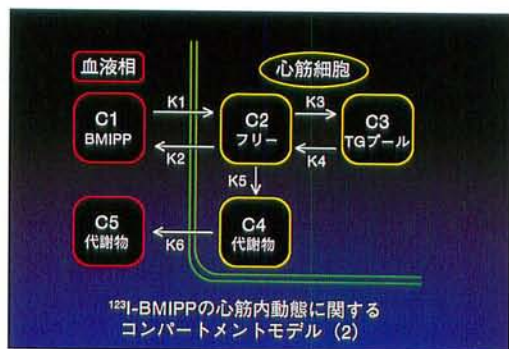 血液相
心筋細胞
C1
BMIPP
K1
K2
C2
フリー
K3
K4
C3
TGプール
K5
C5
代謝物
K6
C4
代謝物
¹²³I-BMIPPの心筋内動態に関する
コンパートメントモデル（2）